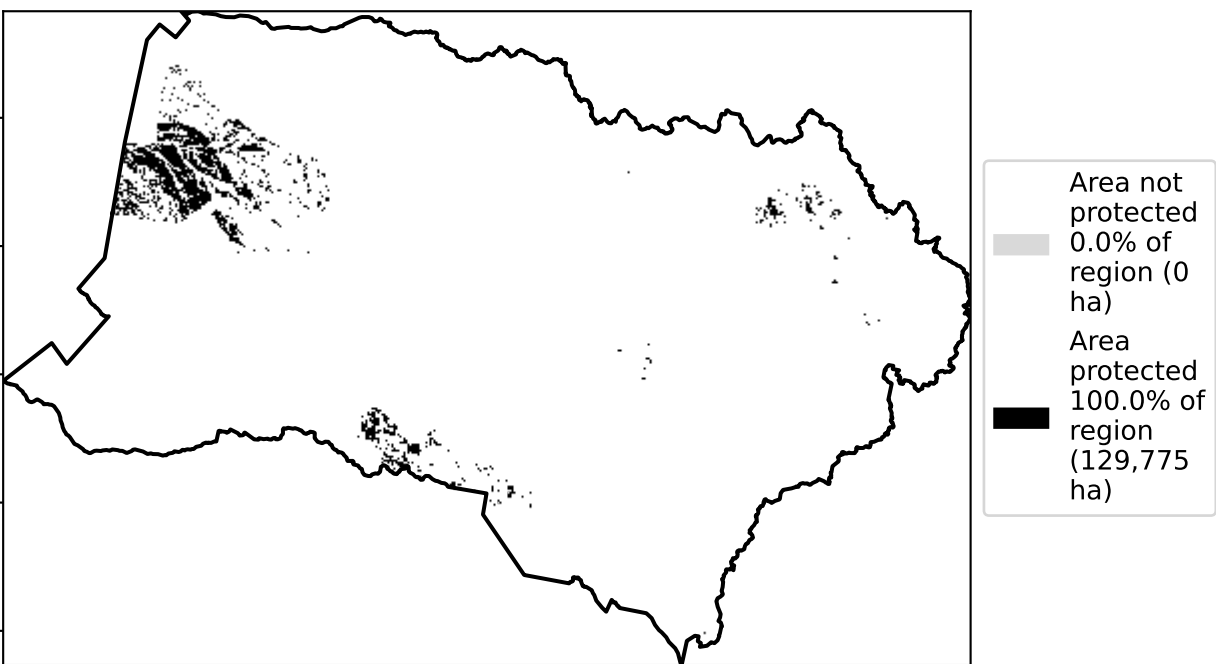 Area not
protected
0.0% of
region (0
ha)
Area
protected
100.0% of
region
(129,775
ha)